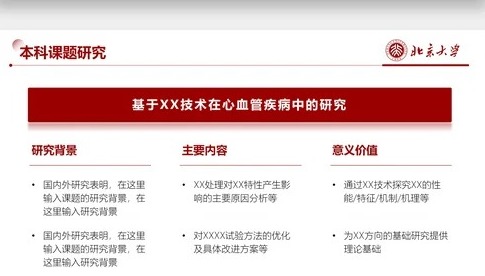 本科课题研究
北京大学
基于XX技术在心血管疾病中的研究
研究背景
• 国内外研究表明，在这里
输入课题的研究背景，在
这里输入研究背景
• 国内外研究表明，在这里
输入课题的研究背景，在
这里输入研究背景
主要内容
• XX处理对XX特性产生影
响的主要原因分析等
• 对XXXX试验方法的优化
及具体改进方案等
意义价值
• 通过XX技术探究XX的性
能/特征/机制/机理等
• 为XX方向的基础研究提供
理论基础